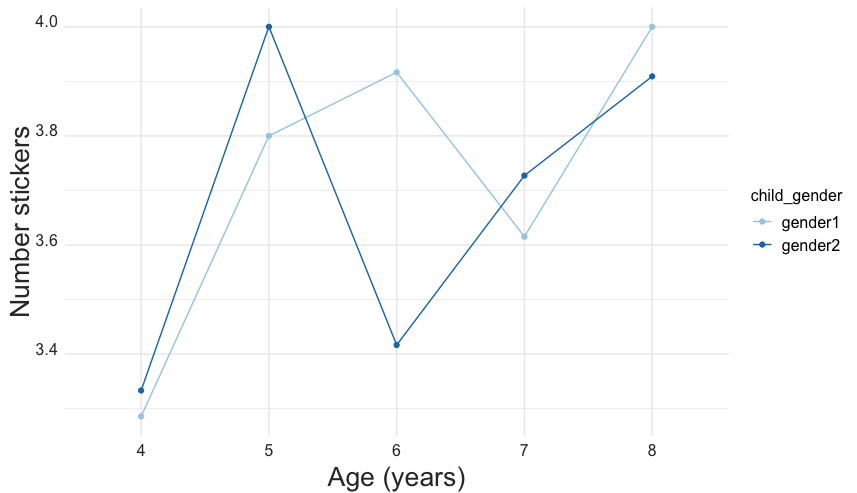 Number stickers
4.0
3.8
3.6
3.4
4 5 6 7 8
Age (years)
child_gender
gender1
gender2